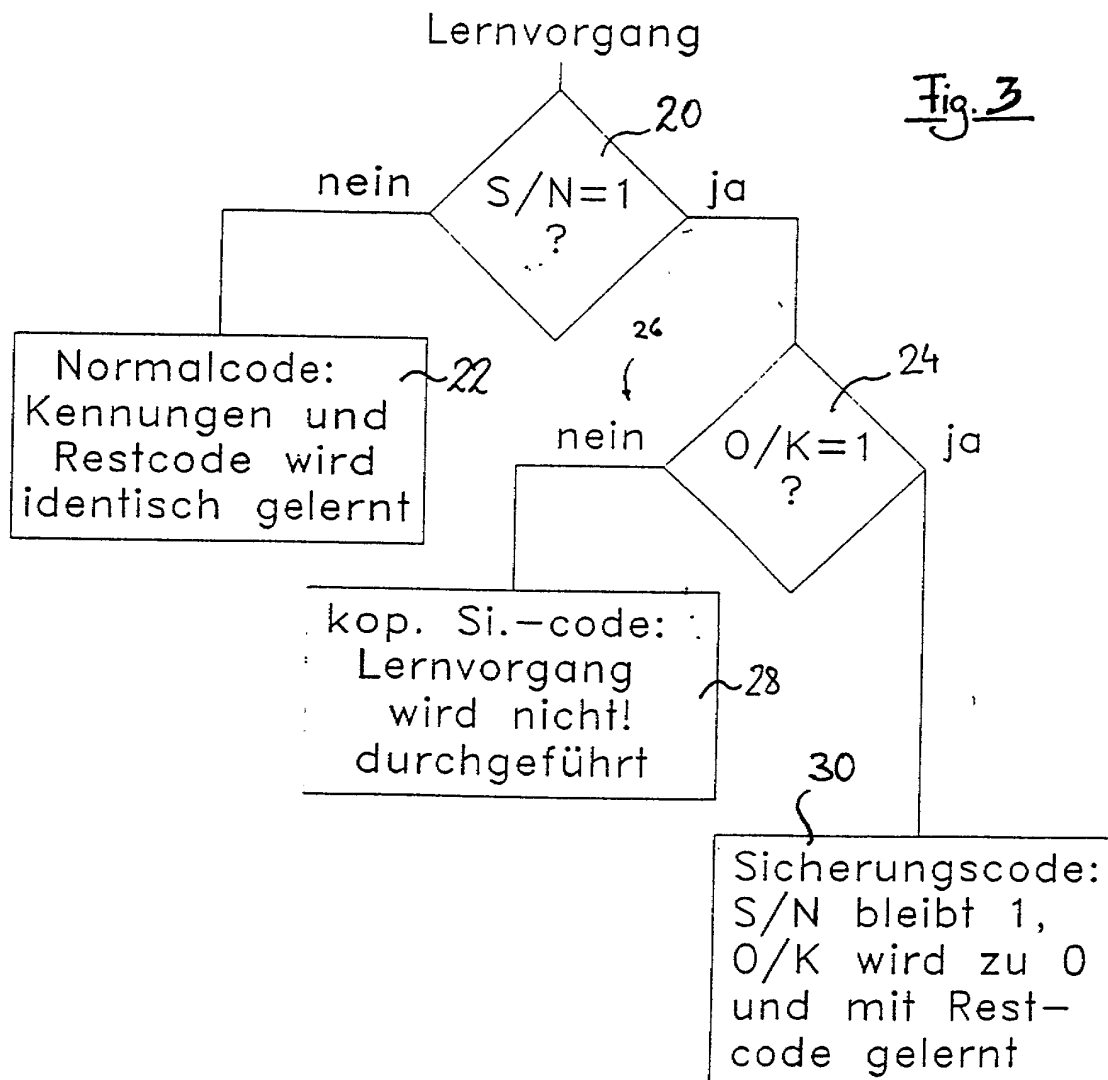 Lernvorgang
Fig. 3
20
nein
S/N=1
?
ja
26
Normalcode:
Kennungen und
Restcode wird
identisch gelernt
22
24
nein
O/K=1
?
ja
kop. Si.-code:
Lernvorgang
wird nicht!
durchgeführt
28
30
Sicherungscode:
S/N bleibt 1,
O/K wird zu 0
und mit Rest-
code gelernt